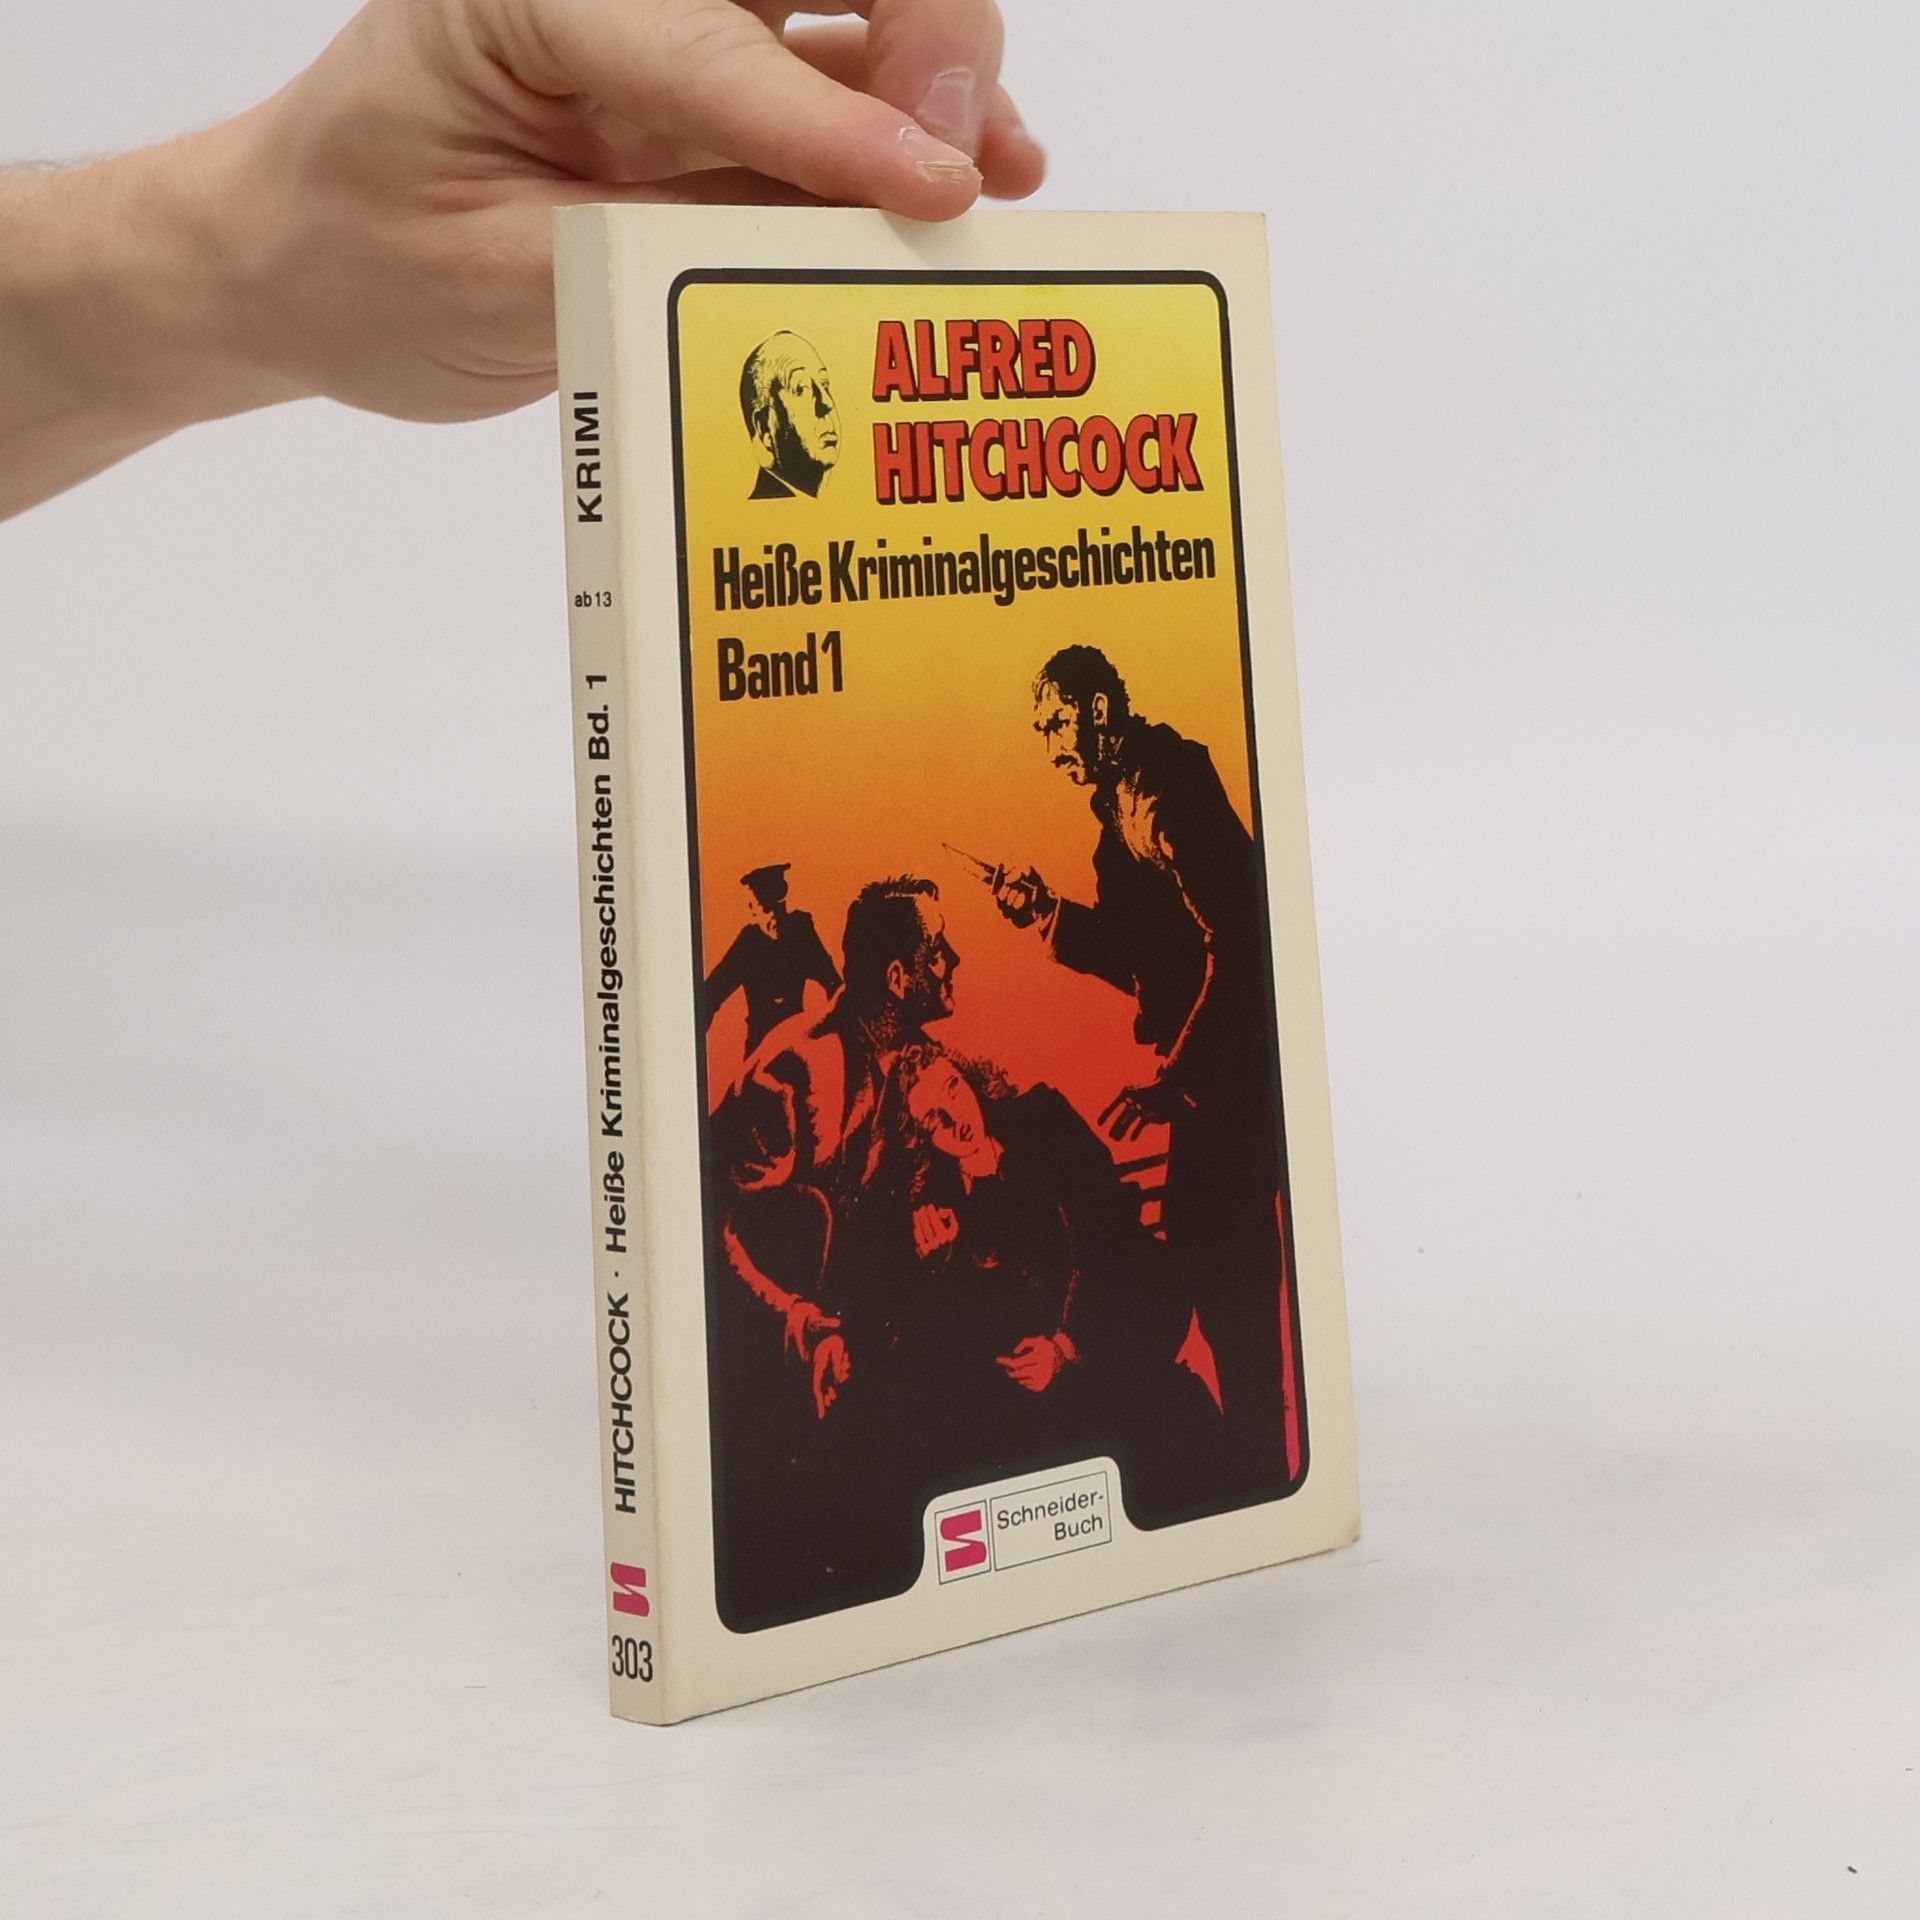 ALFRED
HITCHCOCK
Heiße Kriminalgeschichten
Band 1
Schneider-
Buch
KRIMI
ab 13
HITCHCOCK · Heiße Kriminalgeschichten Bd. 1
303